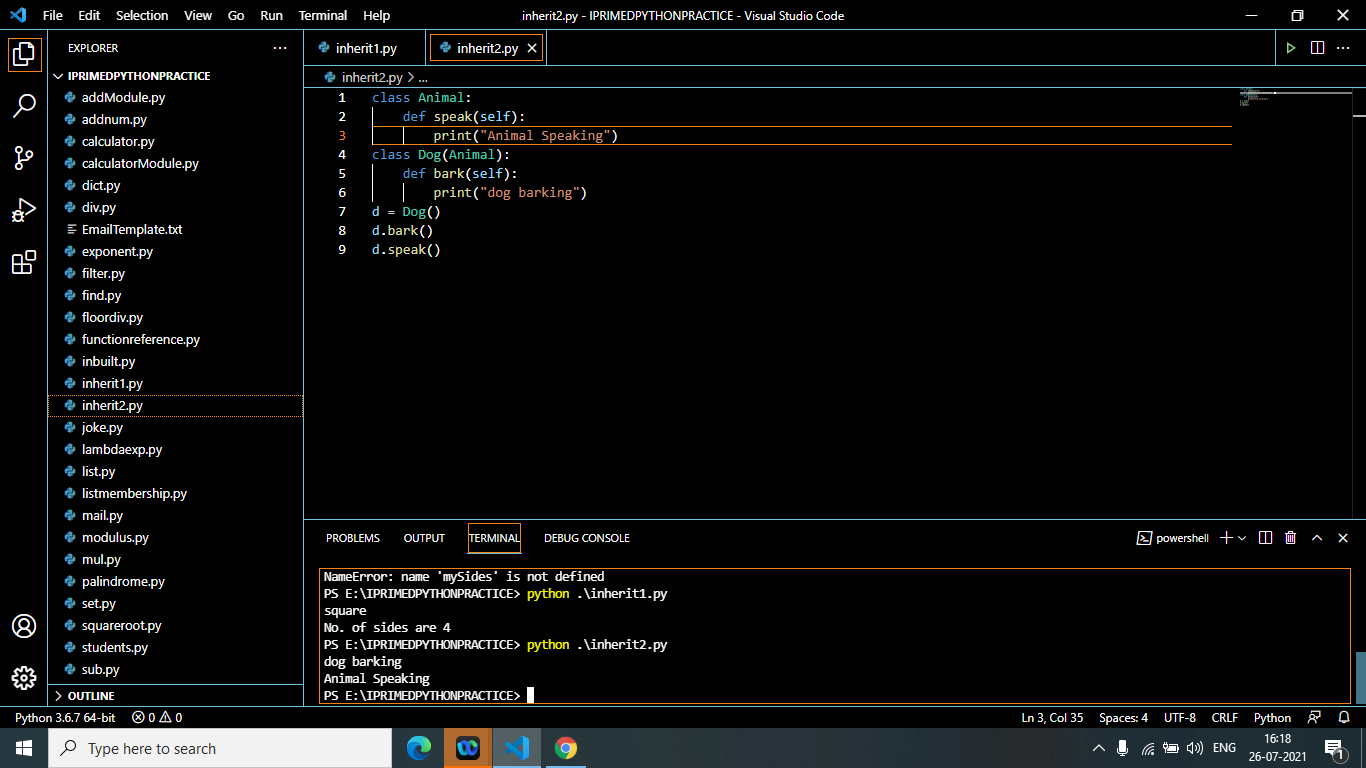 File Edit Selection View Go Run Terminal Help
inherit2.py - IPRIMEDPYTHONPRACTICE - Visual Studio Code
EXPLORER
IPRIMEDPYTHONPRACTICE
addModule.py
addnum.py
calculator.py
calculatorModule.py
dict.py
div.py
EmailTemplate.txt
exponent.py
filter.py
find.py
floordiv.py
functionreference.py
inbuilt.py
inherit1.py
inherit2.py
joke.py
lambdaexp.py
list.py
listmembership.py
mail.py
modulus.py
mul.py
palindrome.py
set.py
squareroot.py
students.py
sub.py
OUTLINE
inherit1.py inherit2.py
inherit2.py > ...
1 class Animal:
2 def speak(self):
3 print("Animal Speaking")
4 class Dog(Animal):
5 def bark(self):
6 print("dog barking")
7 d = Dog()
8 d.bark()
9 d.speak()
PROBLEMS OUTPUT TERMINAL DEBUG CONSOLE
powershell
NameError: name 'mySides' is not defined
PS E:\IPRIMEDPYTHONPRACTICE> python .\inherit1.py
square
No. of sides are 4
PS E:\IPRIMEDPYTHONPRACTICE> python .\inherit2.py
dog barking
Animal Speaking
PS E:\IPRIMEDPYTHONPRACTICE>
Python 3.6.7 64-bit 0 0
Ln 3, Col 35 Spaces: 4 UTF-8 CRLF Python
Type here to search
ENG
16:18
26-07-2021
1